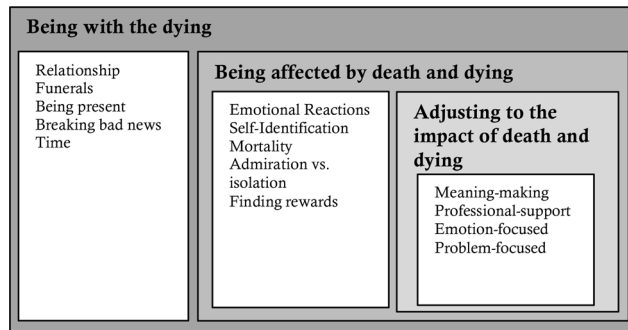 Being with the dying
Relationship
Funerals
Being present
Breaking bad news
Time
Being affected by death and dying
Emotional Reactions
Self-Identification
Mortality
Admiration vs.
isolation
Finding rewards
Adjusting to the
impact of death and
dying
Meaning-making
Professional-support
Emotion-focused
Problem-focused